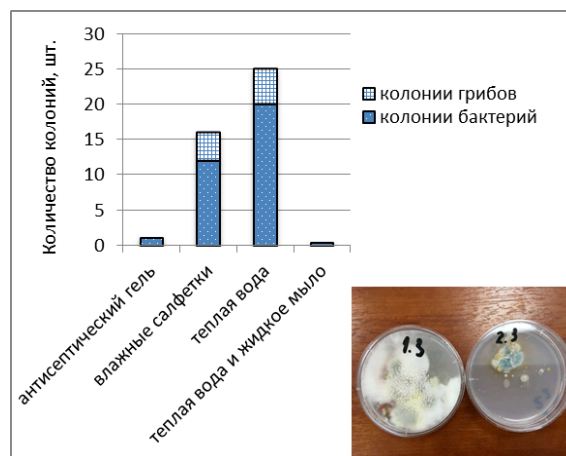 Количество колоний, шт.
30
25
20
15
10
5
0
колонии грибов
колонии бактерий
антисептический гель
влажные салфетки
теплая вода
теплая вода и жидкое мыло
1.3
2.3